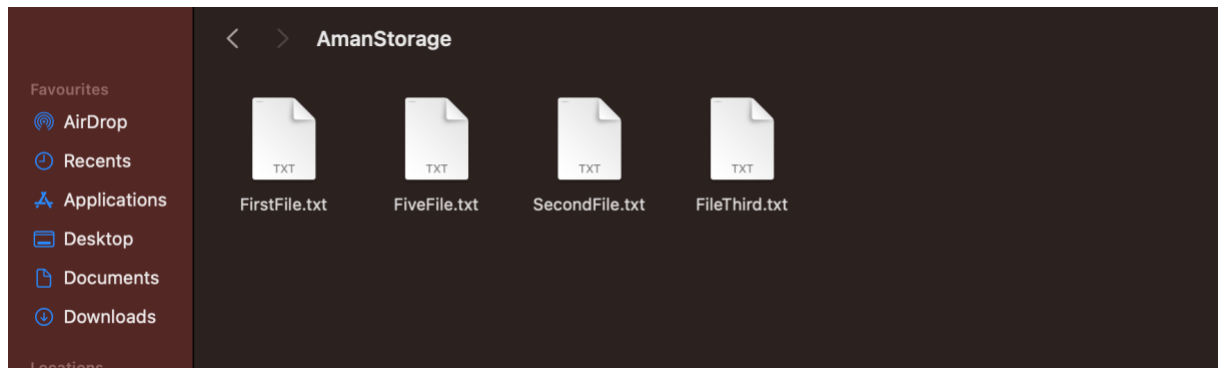 AmanStorage
Favourites
AirDrop
Recents
Applications
Desktop
Documents
Downloads
Locations
TXT
TXT
TXT
TXT
FirstFile.txt
FiveFile.txt
SecondFile.txt
FileThird.txt